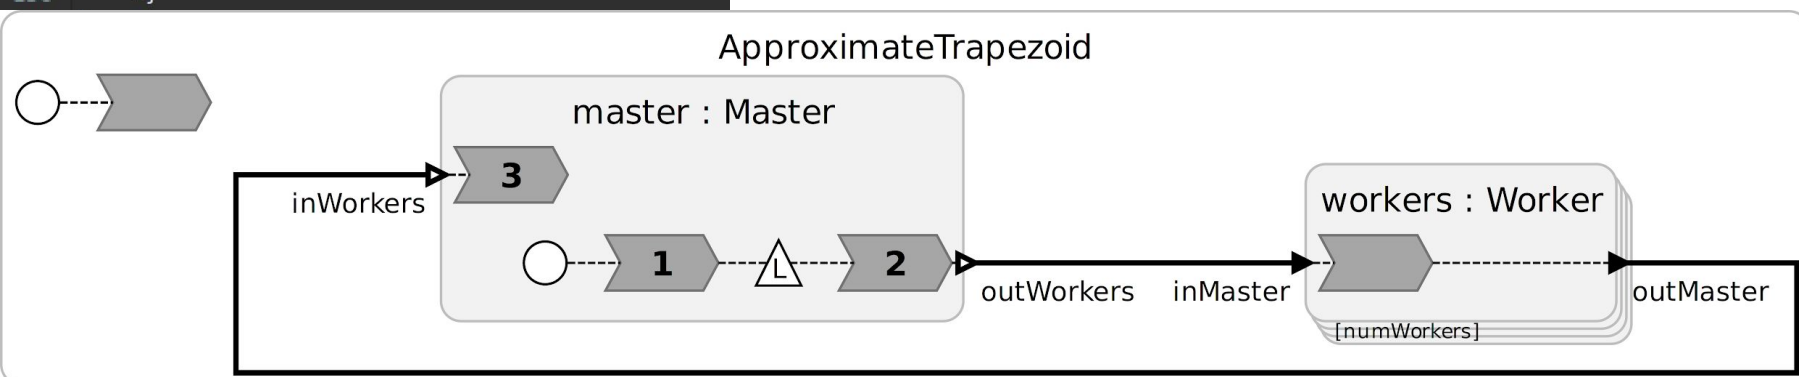 ApproximateTrapezoid
master : Master
3
inWorkers
1
L
2
outWorkers
inMaster
workers : Worker
outMaster
[numWorkers]